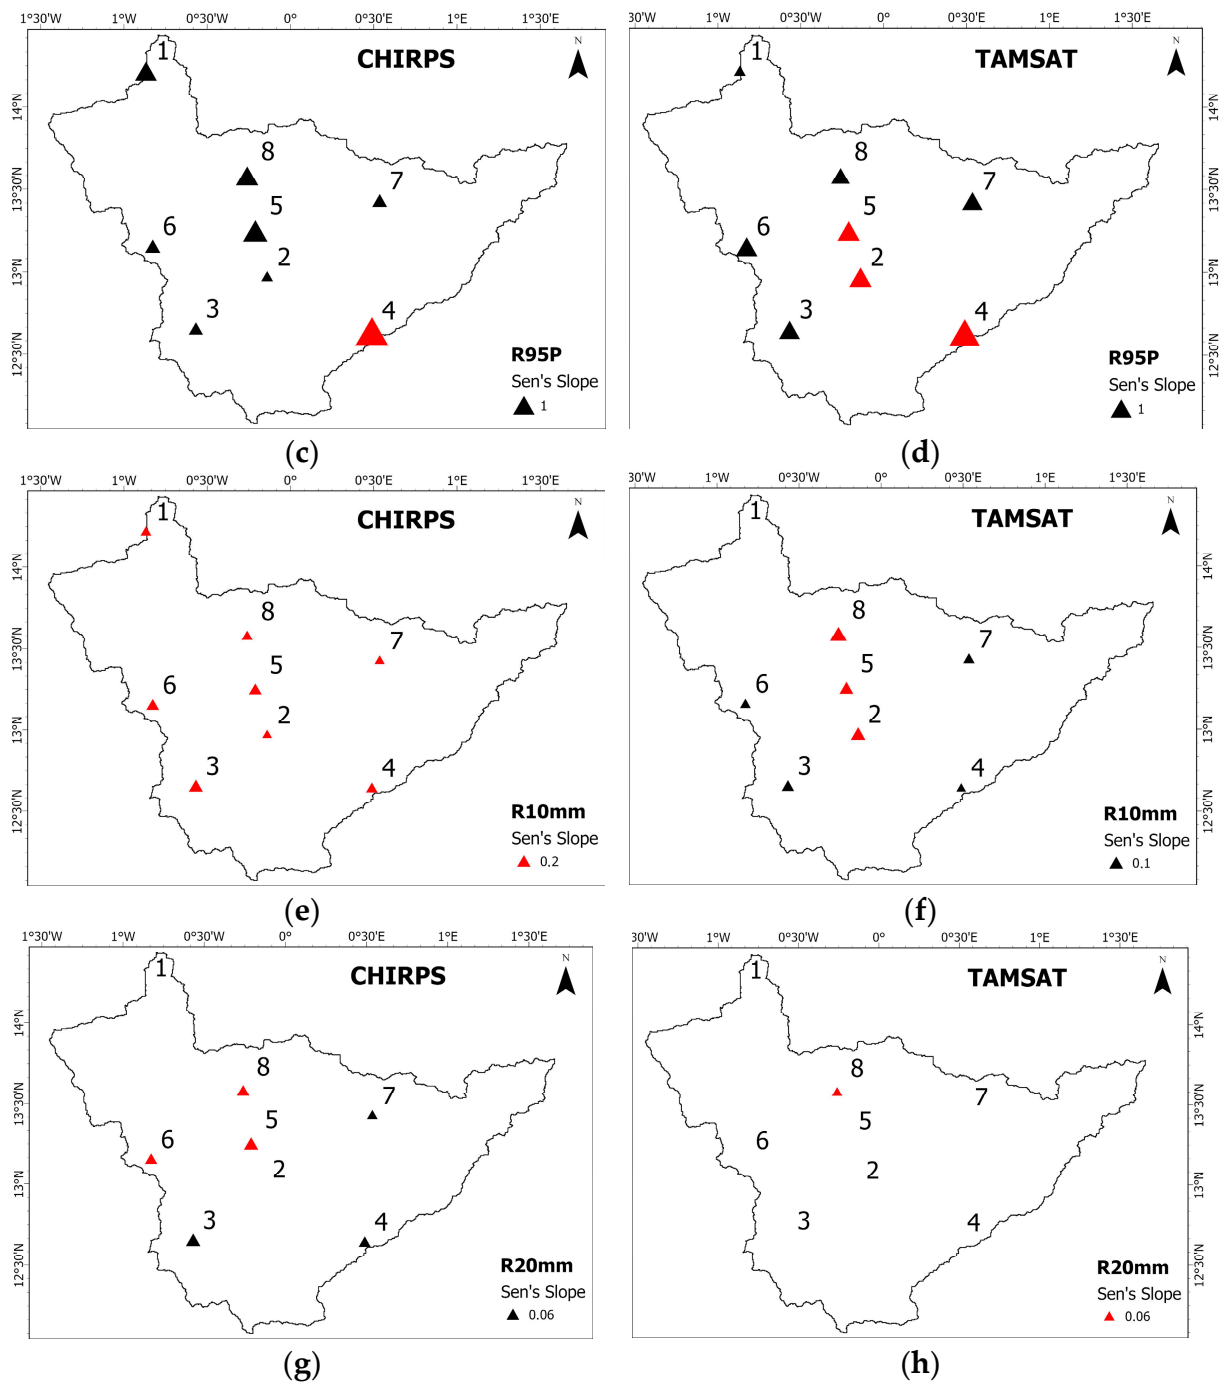 1°30'W 1°W 0°30'W 0° 0°30'E 1°E 1°30'E
CHIRPS
N
1
8
7
5
6
2
3
4
14°N
13°30'N
13°N
12°30'N
R95P
Sen's Slope
1
(c)
30'W 1°W 0°30'W 0° 0°30'E 1°E 1°30'E
TAMSAT
N
1
8
7
5
6
2
3
4
14°N
13°30'N
13°N
12°30'N
R95P
Sen's Slope
1
(d)
1°30'W 1°W 0°30'W 0° 0°30'E 1°E 1°30'E
CHIRPS
N
1
8
7
5
6
2
3
4
14°N
13°30'N
13°N
12°30'N
R10mm
Sen's Slope
0.2
(e)
30'W 1°W 0°30'W 0° 0°30'E 1°E 1°30'E
TAMSAT
N
1
8
7
5
6
2
3
4
14°N
13°30'N
13°N
12°30'N
R10mm
Sen's Slope
0.1
(f)
1°30'W 1°W 0°30'W 0° 0°30'E 1°E 1°30'E
CHIRPS
N
1
8
7
5
6
2
3
4
14°N
13°30'N
13°N
12°30'N
R20mm
Sen's Slope
0.06
(g)
30'W 1°W 0°30'W 0° 0°30'E 1°E 1°30'E
TAMSAT
N
1
8
7
5
6
2
3
4
14°N
13°30'N
13°N
12°30'N
R20mm
Sen's Slope
0.06
(h)